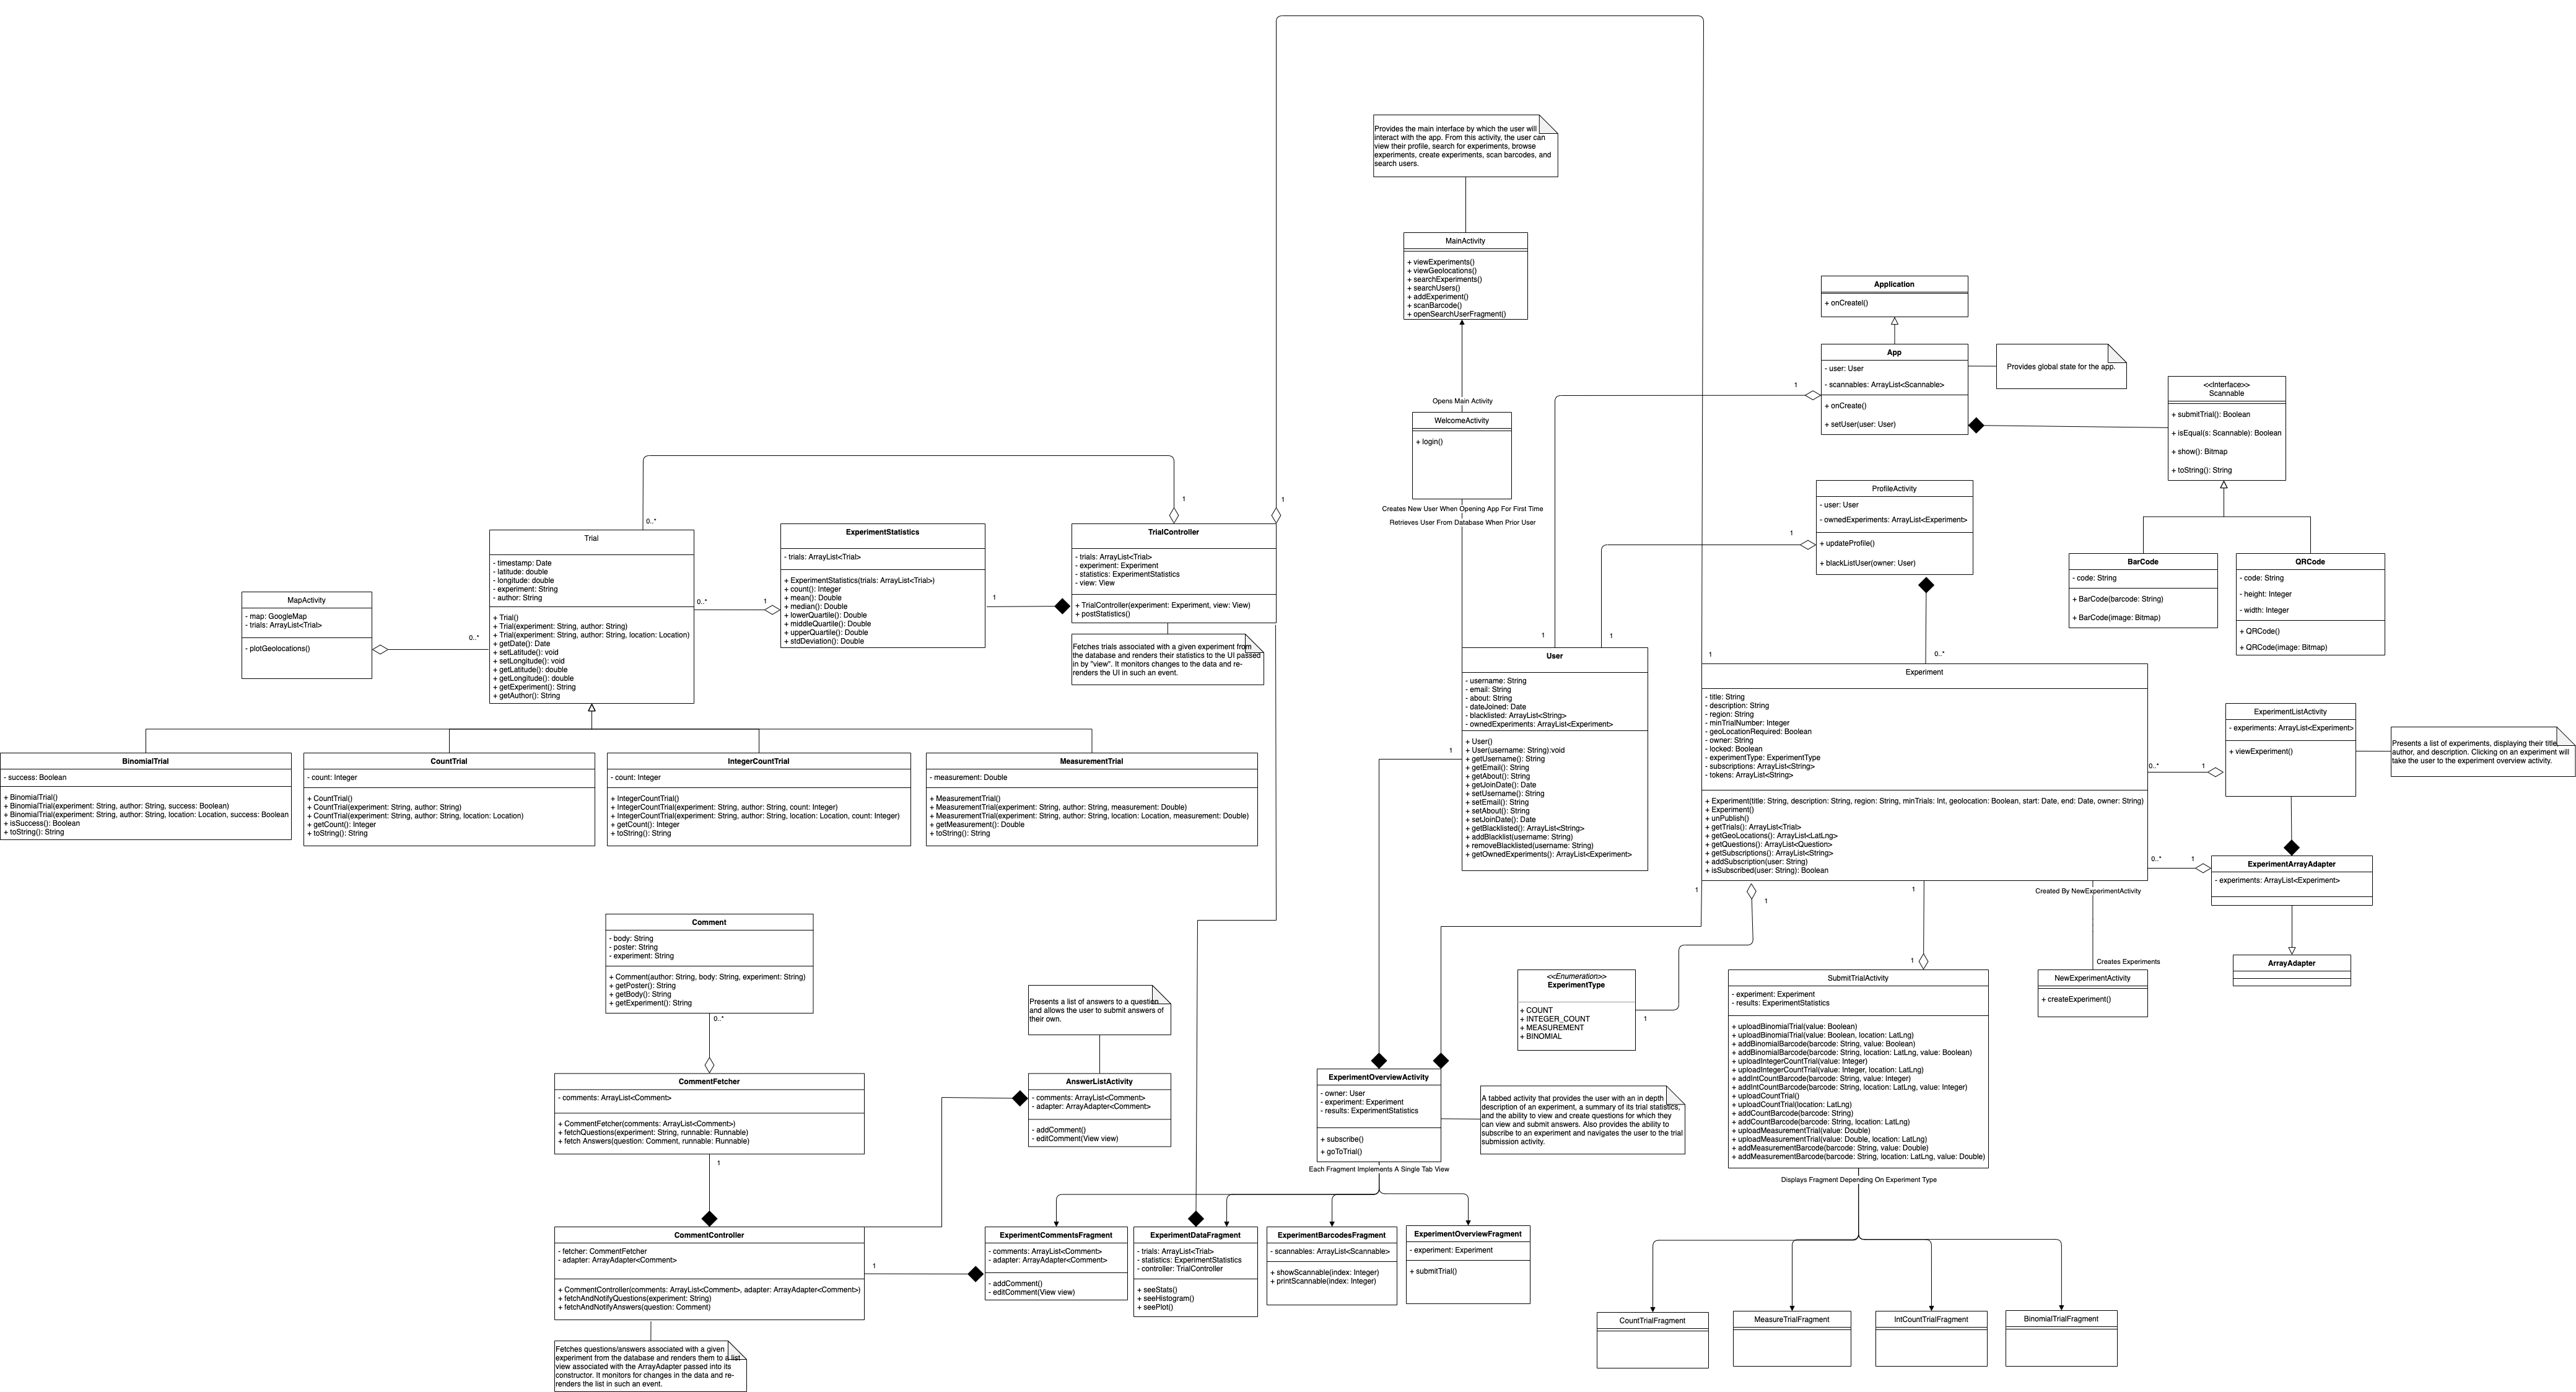 Provides the main interface by which the user will
interact with the app. From this activity, the user can
view their profile, search for experiments, browse
experiments, create experiments, scan barcodes, and
search users.
MainActivity
+ viewExperiments()
+ viewGeolocations()
+ searchExperiments()
+ searchUsers()
+ addExperiment()
+ scanBarcode()
+ openSearchUserFragment()
Opens Main Activity
WelcomeActivity
+ login()
Creates New User When Opening App For First Time
Retrieves User From Database When Prior User
Application
+ onCreatel()
App
- user: User
- scannables: ArrayList<Scannable>
+ onCreate()
+ setUser(user: User)
1
Provides global state for the app.
<<Interface>>
Scannable
+ submitTrial(): Boolean
+ isEqual(s: Scannable): Boolean
+ show(): Bitmap
+ toString(): String
BarCode
- code: String
+ BarCode(barcode: String)
+ BarCode(image: Bitmap)
QRCode
- code: String
- height: Integer
- width: Integer
+ QRCode()
+ QRCode(image: Bitmap)
ProfileActivity
- user: User
- ownedExperiments: ArrayList<Experiment>
+ updateProfile()
+ blackListUser(owner: User)
1
0..*
MapActivity
- map: GoogleMap
- trials: ArrayList<Trial>
- plotGeolocations()
0..*
0..*
Trial
- timestamp: Date
- latitude: double
- longitude: double
- experiment: String
- author: String
+ Trial()
+ Trial(experiment: String, author: String)
+ Trial(experiment: String, author: String, location: Location)
+ getDate(): Date
+ setLatitude(): void
+ setLongitude(): void
+ getLatitude(): double
+ getLongitude(): double
+ getExperiment(): String
+ getAuthor(): String
0..*
1
ExperimentStatistics
- trials: ArrayList<Trial>
+ ExperimentStatistics(trials: ArrayList<Trial>)
+ count(): Integer
+ mean(): Double
+ median(): Double
+ lowerQuartile(): Double
+ middleQuartile(): Double
+ upperQuartile(): Double
+ stdDeviation(): Double
1
1
1
TrialController
- trials: ArrayList<Trial>
- experiment: Experiment
- statistics: ExperimentStatistics
- view: View
+ TrialController(experiment: Experiment, view: View)
+ postStatistics()
Fetches trials associated with a given experiment from
the database and renders their statistics to the UI passed
in by "view". It monitors changes to the data and re-
renders the UI in such an event.
BinomialTrial
- success: Boolean
+ BinomialTrial()
+ BinomialTrial(experiment: String, author: String, success: Boolean)
+ BinomialTrial(experiment: String, author: String, location: Location, success: Boolean
+ isSuccess(): Boolean
+ toString(): String
CountTrial
- count: Integer
+ CountTrial()
+ CountTrial(experiment: String, author: String)
+ CountTrial(experiment: String, author: String, location: Location)
+ getCount(): Integer
+ toString(): String
IntegerCountTrial
- count: Integer
+ IntegerCountTrial()
+ IntegerCountTrial(experiment: String, author: String, count: Integer)
+ IntegerCountTrial(experiment: String, author: String, location: Location, count: Integer)
+ getCount(): Integer
+ toString(): String
MeasurementTrial
- measurement: Double
+ MeasurementTrial()
+ MeasurementTrial(experiment: String, author: String, measurement: Double)
+ MeasurementTrial(experiment: String, author: String, location: Location, measurement: Double)
+ getMeasurement(): Double
+ toString(): String
1
1
User
- username: String
- email: String
- about: String
- dateJoined: Date
- blacklisted: ArrayList<String>
- ownedExperiments: ArrayList<Experiment>
+ User()
+ User(username: String):void
+ getUsername(): String
+ getEmail(): String
+ getAbout(): String
+ getJoinDate(): Date
+ setUsername(): String
+ setEmail(): String
+ setAbout(): String
+ setJoinDate(): Date
+ getBlacklisted(): ArrayList<String>
+ addBlacklist(username: String)
+ removeBlacklisted(username: String)
+ getOwnedExperiments(): ArrayList<Experiment>
1
1
Experiment
- title: String
- description: String
- region: String
- minTrialNumber: Integer
- geoLocationRequired: Boolean
- owner: String
- locked: Boolean
- experimentType: ExperimentType
- subscriptions: ArrayList<String>
- tokens: ArrayList<String>
+ Experiment(title: String, description: String, region: String, minTrials: Int, geolocation: Boolean, start: Date, end: Date, owner: String)
+ Experiment()
+ unPublish()
+ getTrials(): ArrayList<Trial>
+ getGeoLocations(): ArrayList<LatLng>
+ getQuestions(): ArrayList<Question>
+ getSubscriptions(): ArrayList<String>
+ addSubscription(user: String)
+ isSubscribed(user: String): Boolean
ExperimentListActivity
- experiments: ArrayList<Experiment>
+ viewExperiment()
Presents a list of experiments, displaying their title,
author, and description. Clicking on an experiment will
take the user to the experiment overview activity.
0..*
1
0..*
1
ExperimentArrayAdapter
- experiments: ArrayList<Experiment>
ArrayAdapter
1
1
1
Created By NewExperimentActivity
Creates Experiments
NewExperimentActivity
+ createExperiment()
<<Enumeration>>
ExperimentType
+ COUNT
+ INTEGER_COUNT
+ MEASUREMENT
+ BINOMIAL
1
1
SubmitTrialActivity
- experiment: Experiment
- results: ExperimentStatistics
+ uploadBinomialTrial(value: Boolean)
+ uploadBinomialTrial(value: Boolean, location: LatLng)
+ addBinomialBarcode(barcode: String, value: Boolean)
+ addBinomialBarcode(barcode: String, location: LatLng, value: Boolean)
+ uploadIntegerCountTrial(value: Integer)
+ uploadIntegerCountTrial(value: Integer, location: LatLng)
+ addIntCountBarcode(barcode: String, value: Integer)
+ addIntCountBarcode(barcode: String, location: LatLng, value: Integer)
+ uploadCountTrial()
+ uploadCountTrial(location: LatLng)
+ addCountBarcode(barcode: String)
+ addCountBarcode(barcode: String, location: LatLng)
+ uploadMeasurementTrial(value: Double)
+ uploadMeasurementTrial(value: Double, location: LatLng)
+ addMeasurementBarcode(barcode: String, value: Double)
+ addMeasurementBarcode(barcode: String, location: LatLng, value: Double)
Displays Fragment Depending On Experiment Type
CountTrialFragment
MeasureTrialFragment
IntCountTrialFragment
BinomialTrialFragment
Comment
- body: String
- poster: String
- experiment: String
+ Comment(author: String, body: String, experiment: String)
+ getPoster(): String
+ getBody(): String
+ getExperiment(): String
0..*
CommentFetcher
- comments: ArrayList<Comment>
+ CommentFetcher(comments: ArrayList<Comment>)
+ fetchQuestions(experiment: String, runnable: Runnable)
+ fetch Answers(question: Comment, runnable: Runnable)
1
Presents a list of answers to a question
and allows the user to submit answers of
their own.
AnswerListActivity
- comments: ArrayList<Comment>
- adapter: ArrayAdapter<Comment>
- addComment()
- editComment(View view)
CommentController
- fetcher: CommentFetcher
- adapter: ArrayAdapter<Comment>
+ CommentController(comments: ArrayList<Comment>, adapter: ArrayAdapter<Comment>)
+ fetchAndNotifyQuestions(experiment: String)
+ fetchAndNotifyAnswers(question: Comment)
1
Fetches questions/answers associated with a given
experiment from the database and renders them to a list
view associated with the ArrayAdapter passed into its
constructor. It monitors for changes in the data and re-
renders the list in such an event.
ExperimentOverviewActivity
- owner: User
- experiment: Experiment
- results: ExperimentStatistics
+ subscribe()
+ goToTrial()
A tabbed activity that provides the user with an in depth
description of an experiment, a summary of its trial statistics,
and the ability to view and create questions for which they
can view and submit answers. Also provides the ability to
subscribe to an experiment and navigates the user to the trial
submission activity.
Each Fragment Implements A Single Tab View
ExperimentCommentsFragment
- comments: ArrayList<Comment>
- adapter: ArrayAdapter<Comment>
- addComment()
- editComment(View view)
ExperimentDataFragment
- trials: ArrayList<Trial>
- statistics: ExperimentStatistics
- controller: TrialController
+ seeStats()
+ seeHistogram()
+ seePlot()
ExperimentBarcodesFragment
- scannables: ArrayList<Scannable>
+ showScannable(index: Integer)
+ printScannable(index: Integer)
ExperimentOverviewFragment
- experiment: Experiment
+ submitTrial()